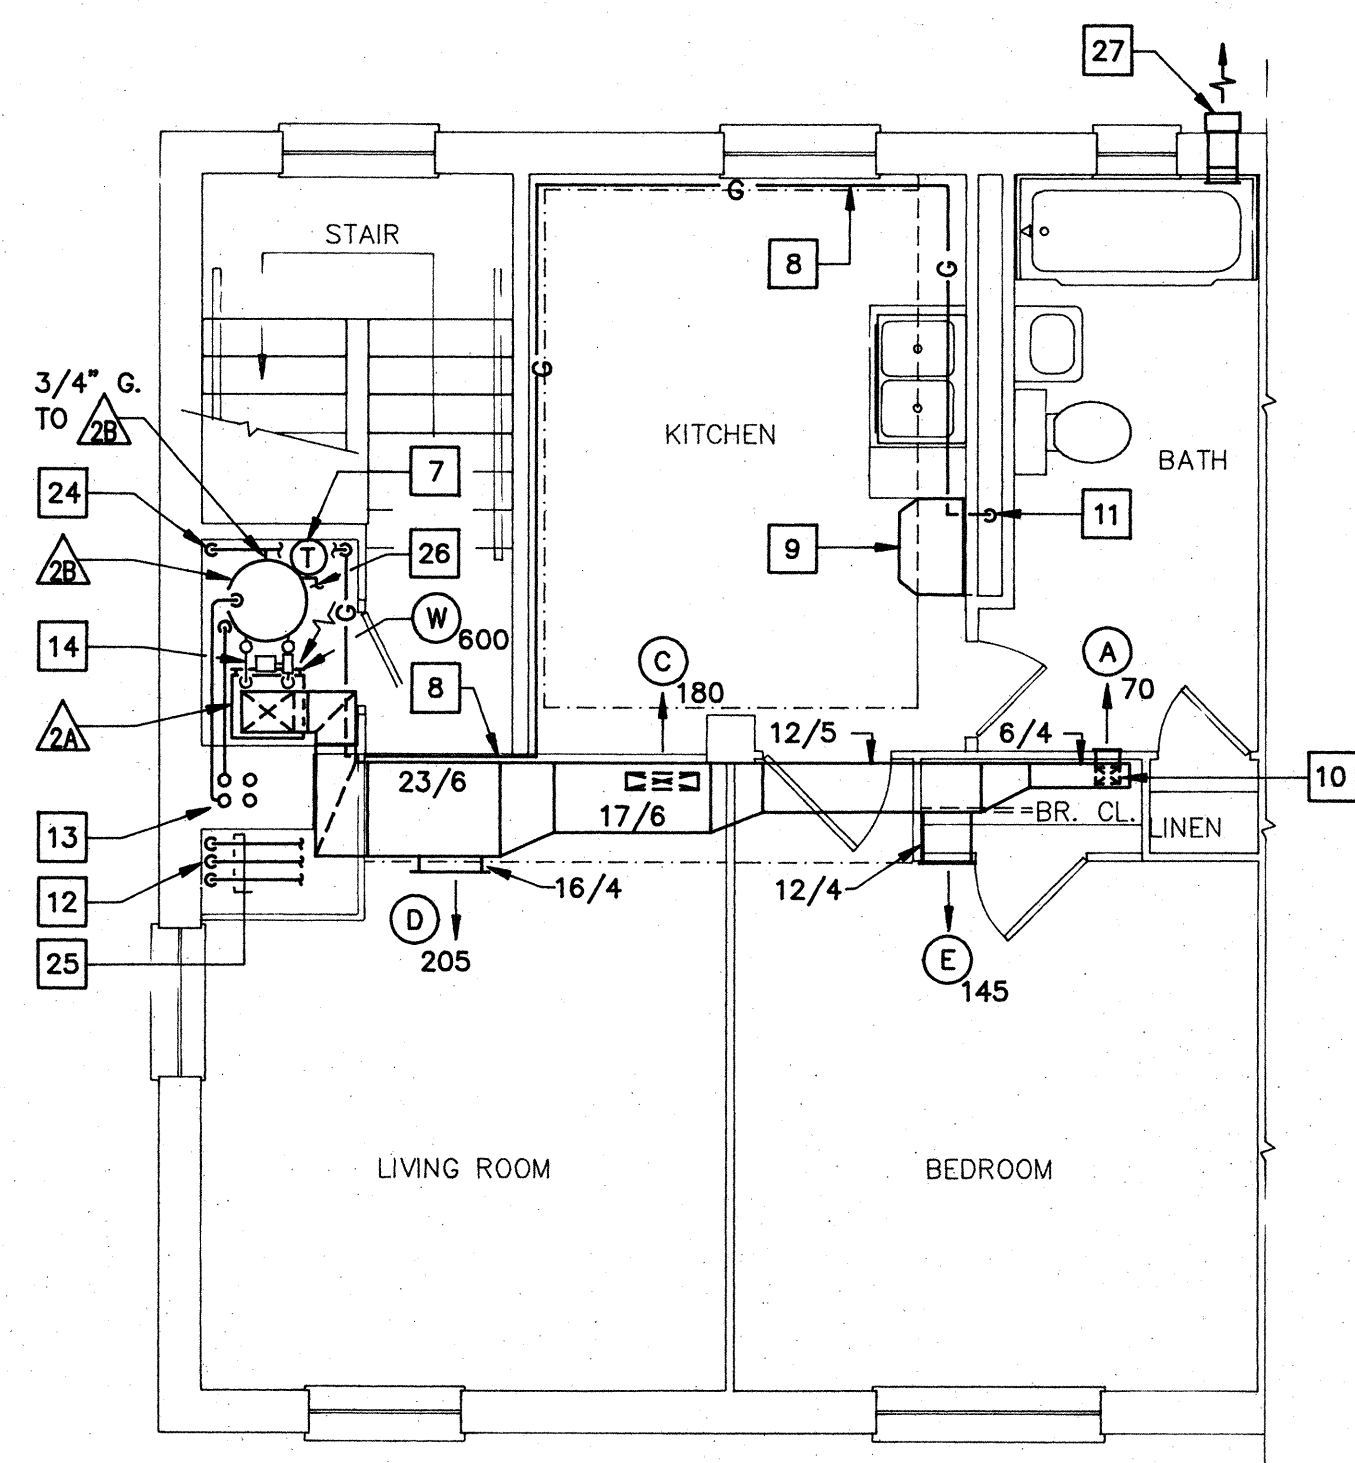 27
STAIR
G
8
G
3/4" G.
TO 2B
G
KITCHEN
BATH
24
7
11
2B
T
26
9
G
W
600
14
C
180
A
70
8
2A
12/5
6/4
23/6
17/6
10
BR. CL.
LINEN
13
12
16/4
12/4
D
205
25
E
145
LIVING ROOM
BEDROOM